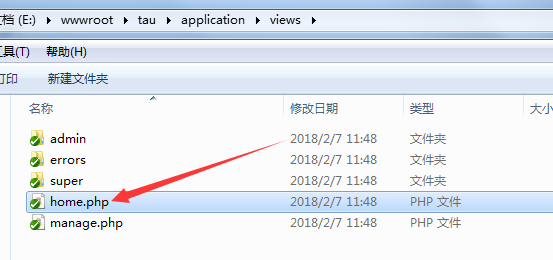 文档 (E:) ▸ wwwroot ▸ tau ▸ application ▸ views ▸
工具(T) 帮助(H)
打印 新建文件夹
名称 修改日期 类型 大小
admin 2018/2/7 11:48 文件夹
errors 2018/2/7 11:48 文件夹
super 2018/2/7 11:48 文件夹
home.php 2018/2/7 11:48 PHP 文件
manage.php 2018/2/7 11:48 PHP 文件